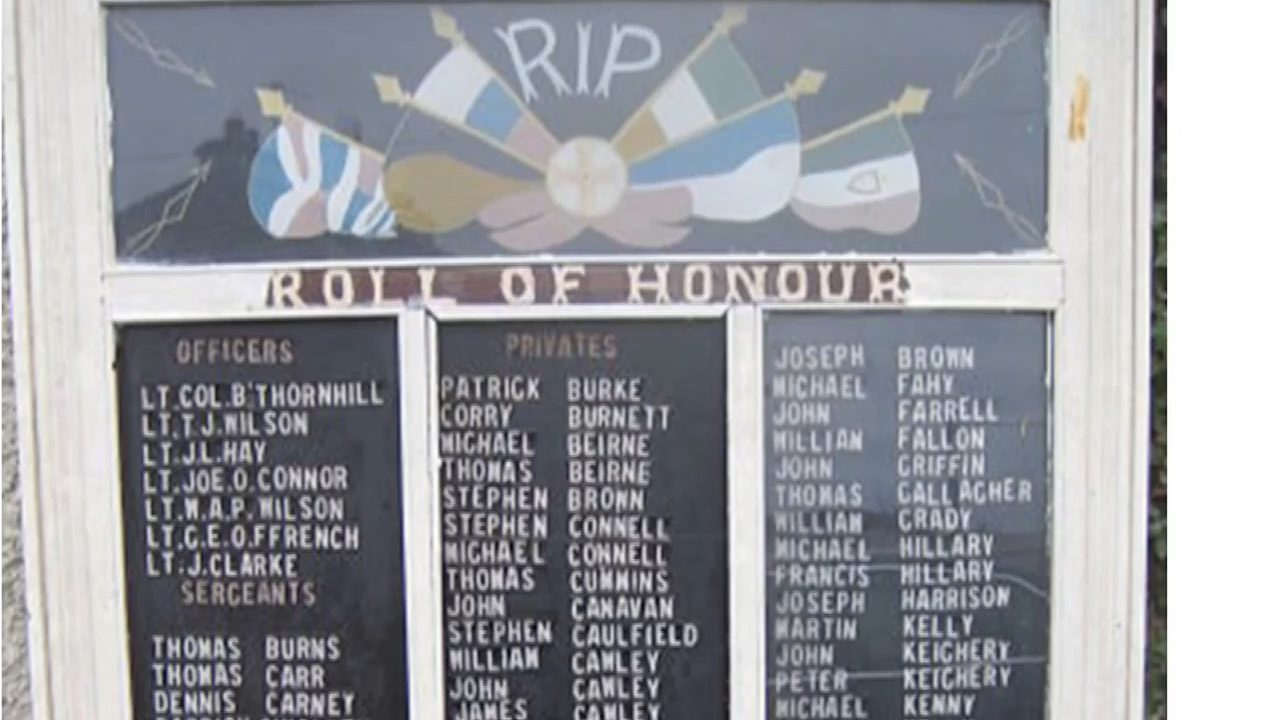 RIP
ROLL OF HONOUR
OFFICERS
LT.COL.B'THORNHILL
LT.T J.WILSON
LT.J.L.HAY
LT.JOE.O.CONNOR
LT.W.A.P.WILSON
LT.G.E.O.FFRENCH
LT.J.CLARKE
SERGEANTS
THOMAS BURNS
THOMAS CARR
DENNIS CARNEY
PRIVATES
PATRICK BURKE
CORRY BURNETT
MICHAEL BEIRNE
THOMAS BEIRNE
STEPHEN BROWN
STEPHEN CONNELL
MICHAEL CONNELL
THOMAS CUMMINS
JOHN CANAVAN
STEPHEN CAULFIELD
WILLIAM CAWLEY
JOHN CAWLEY
JAMES CAWLEY
JOSEPH BROWN
MICHAEL FAHY
JOHN FARRELL
WILLIAN FALLON
JOHN GRIFFIN
THOMAS GALLAGHER
WILLIAM GRADY
MICHAEL HILLARY
FRANCIS HILLARY
JOSEPH HARRISON
MARTIN KELLY
JOHN KEIGHERY
PETER KEIGHERY
MICHAEL KENNY